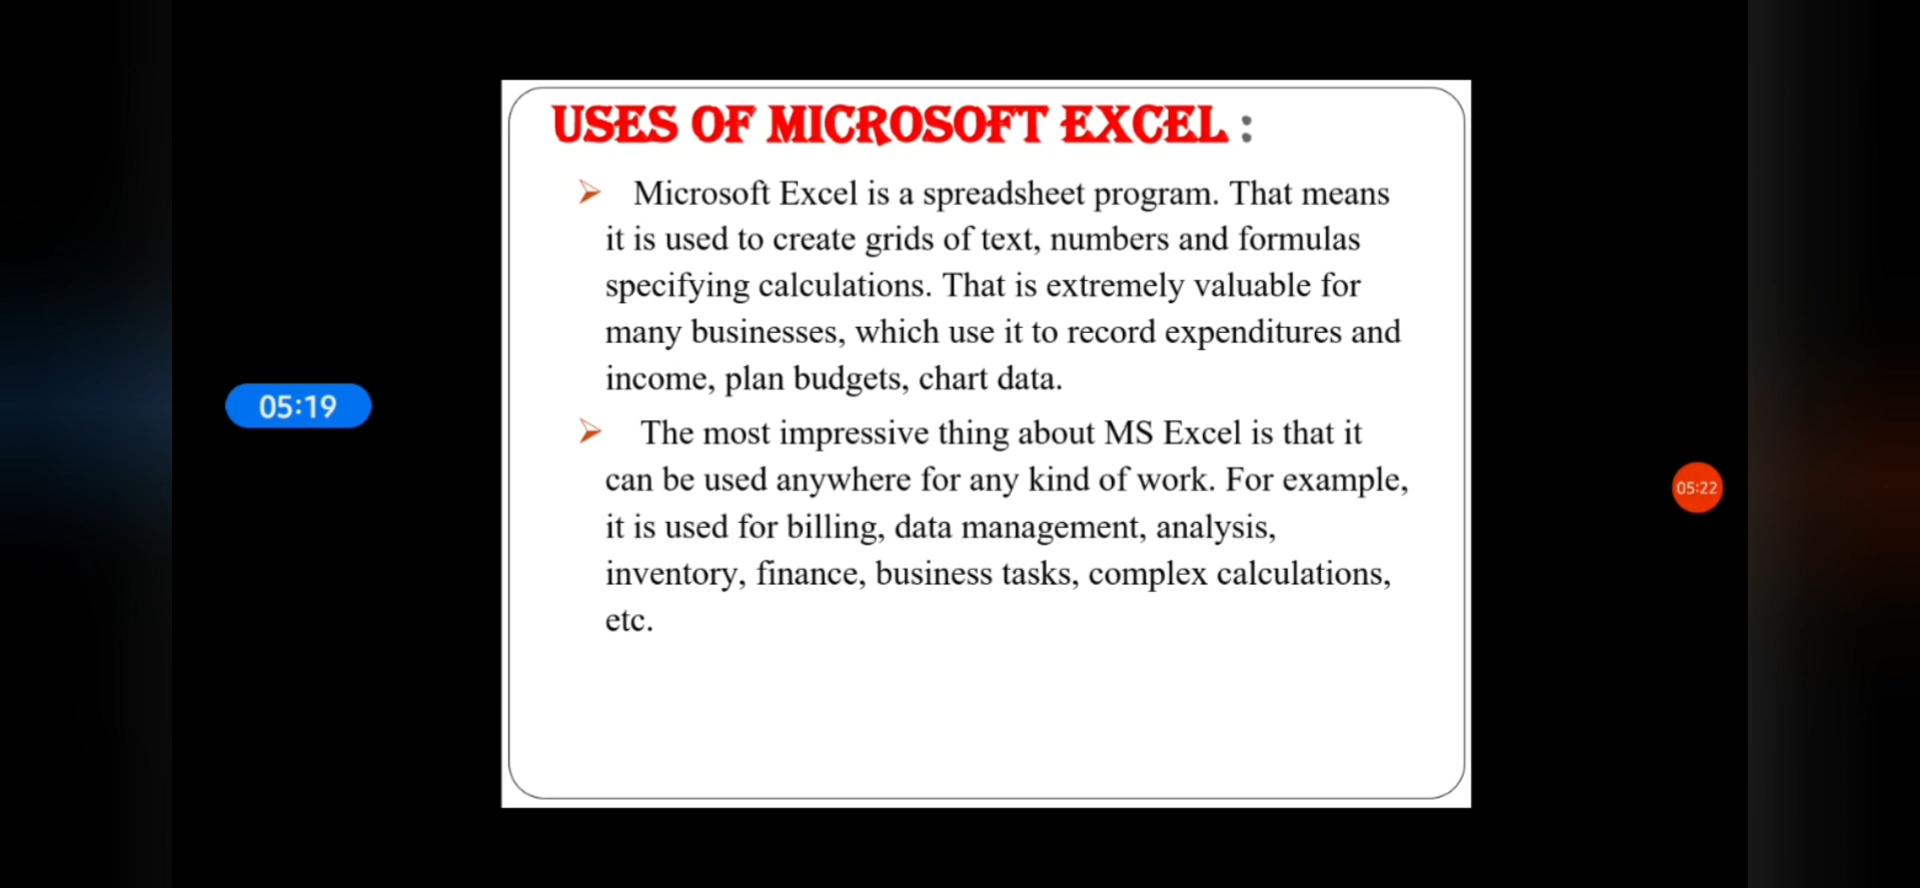 USES OF MICROSOFT EXCEL :
Microsoft Excel is a spreadsheet program. That means
it is used to create grids of text, numbers and formulas
specifying calculations. That is extremely valuable for
many businesses, which use it to record expenditures and
income, plan budgets, chart data.
05:19
The most impressive thing about MS Excel is that it
can be used anywhere for any kind of work. For example,
05:22
it is used for billing, data management, analysis,
inventory, finance, business tasks, complex calculations,
etc.